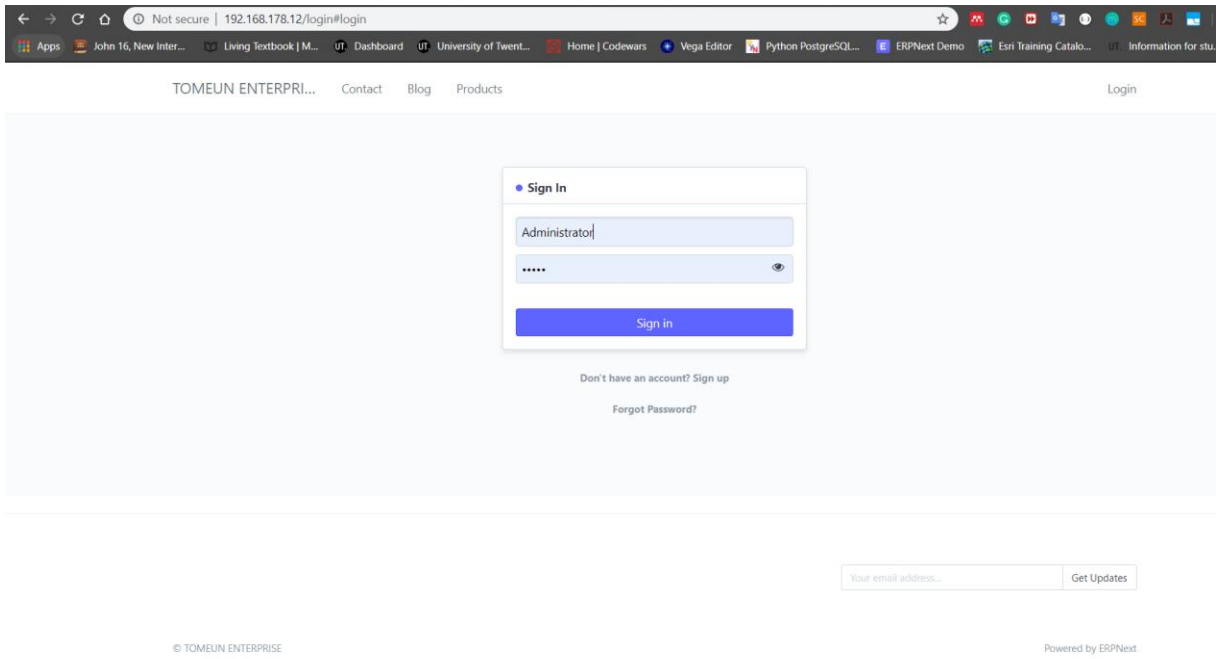 Not secure | 192.168.178.12/login#login
Apps John 16, New Inter... Living Textbook | M... UT Dashboard UT University of Twent... Home | Codewars Vega Editor Python PostgreSQL... E ERPNext Demo Esri Training Catalo... UT Information for stu...
TOMEUN ENTERPRI... Contact Blog Products Login
Sign In
Administrator
•••••
Sign in
Don't have an account? Sign up
Forgot Password?
Your email address... Get Updates
© TOMEUN ENTERPRISE Powered by ERPNext